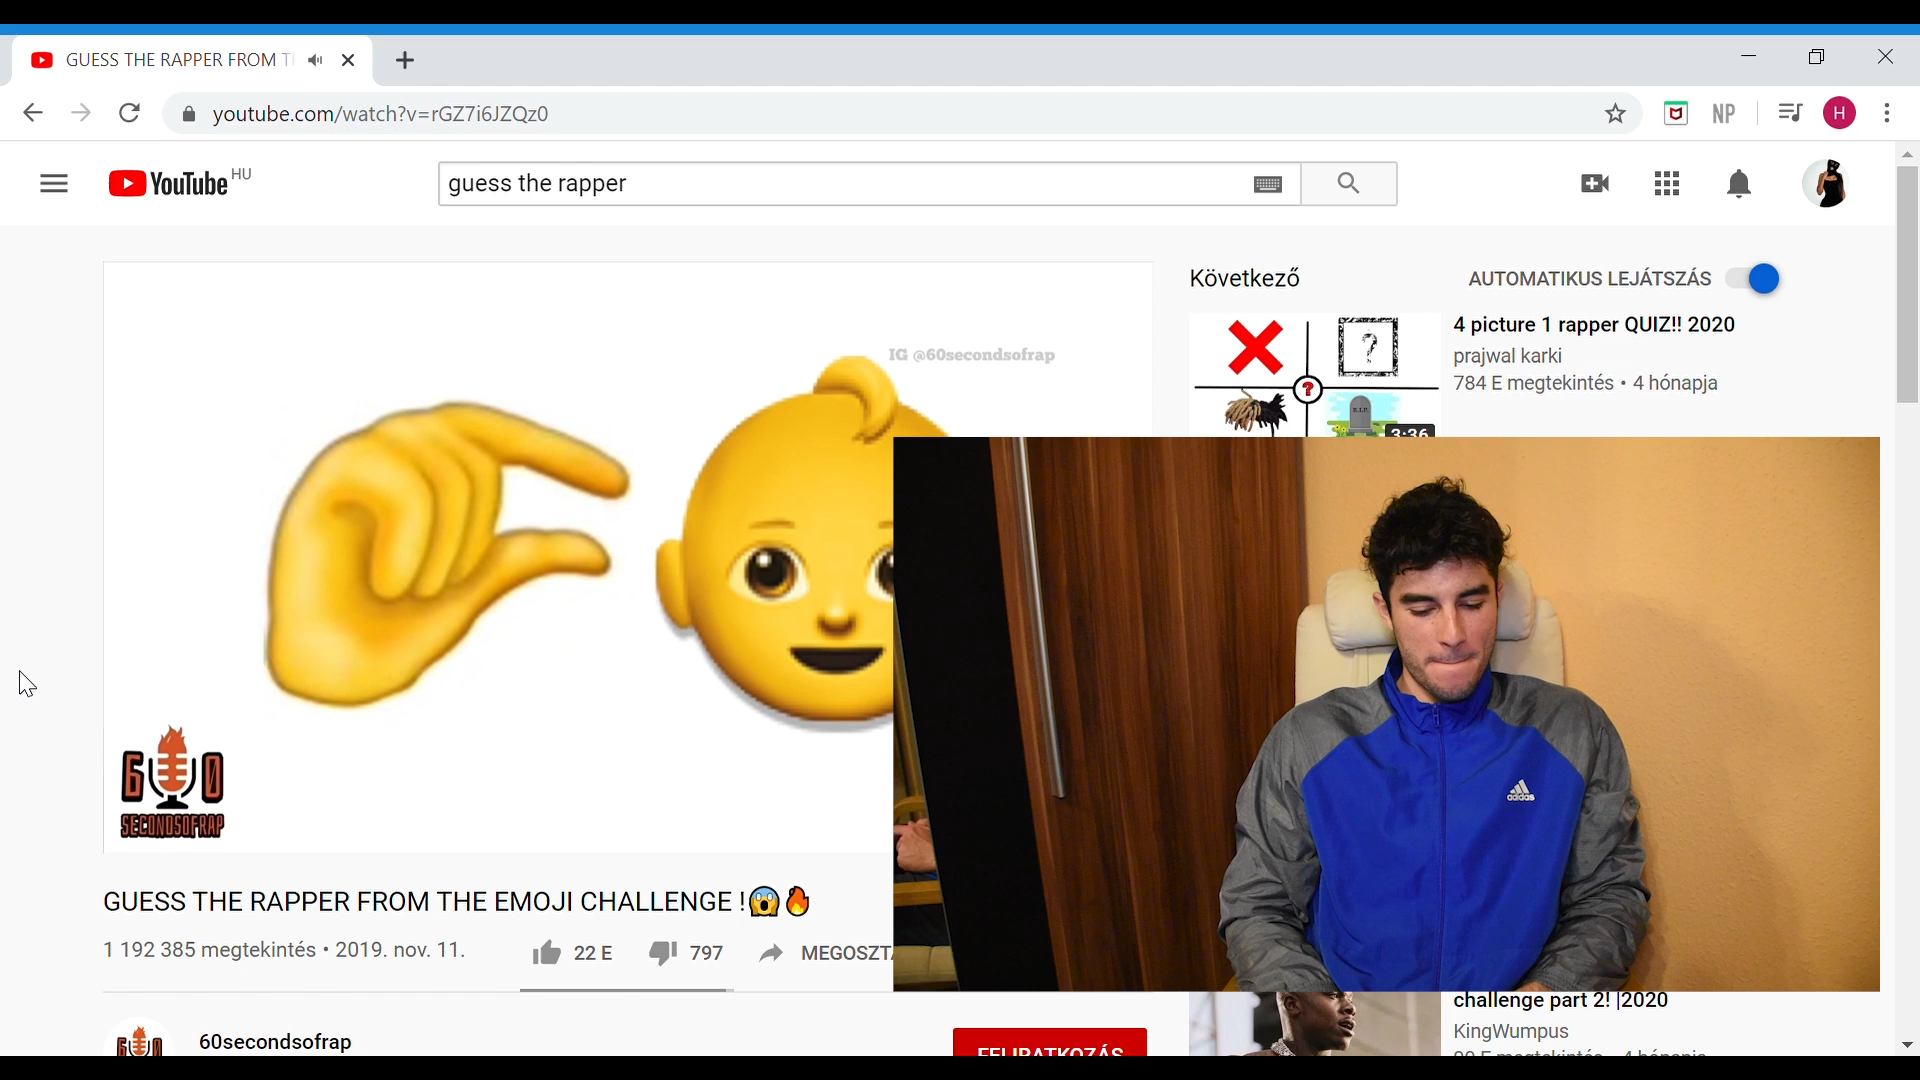 GUESS THE RAPPER FROM T
youtube.com/watch?v=rGZ7i6JZQz0
NP
H
YouTube HU
guess the rapper
IG @60secondsofrap
60
SECONDSOFRAP
GUESS THE RAPPER FROM THE EMOJI CHALLENGE !😱🔥
1 192 385 megtekintés • 2019. nov. 11.
22 E
797
MEGOSZTÁ
60secondsofrap
FELIRATKOZÁS
Következő
AUTOMATIKUS LEJÁTSZÁS
?
?
R.I.P.
3:36
4 picture 1 rapper QUIZ!! 2020
prajwal karki
784 E megtekintés • 4 hónapja
adidas
challenge part 2! |2020
KingWumpus